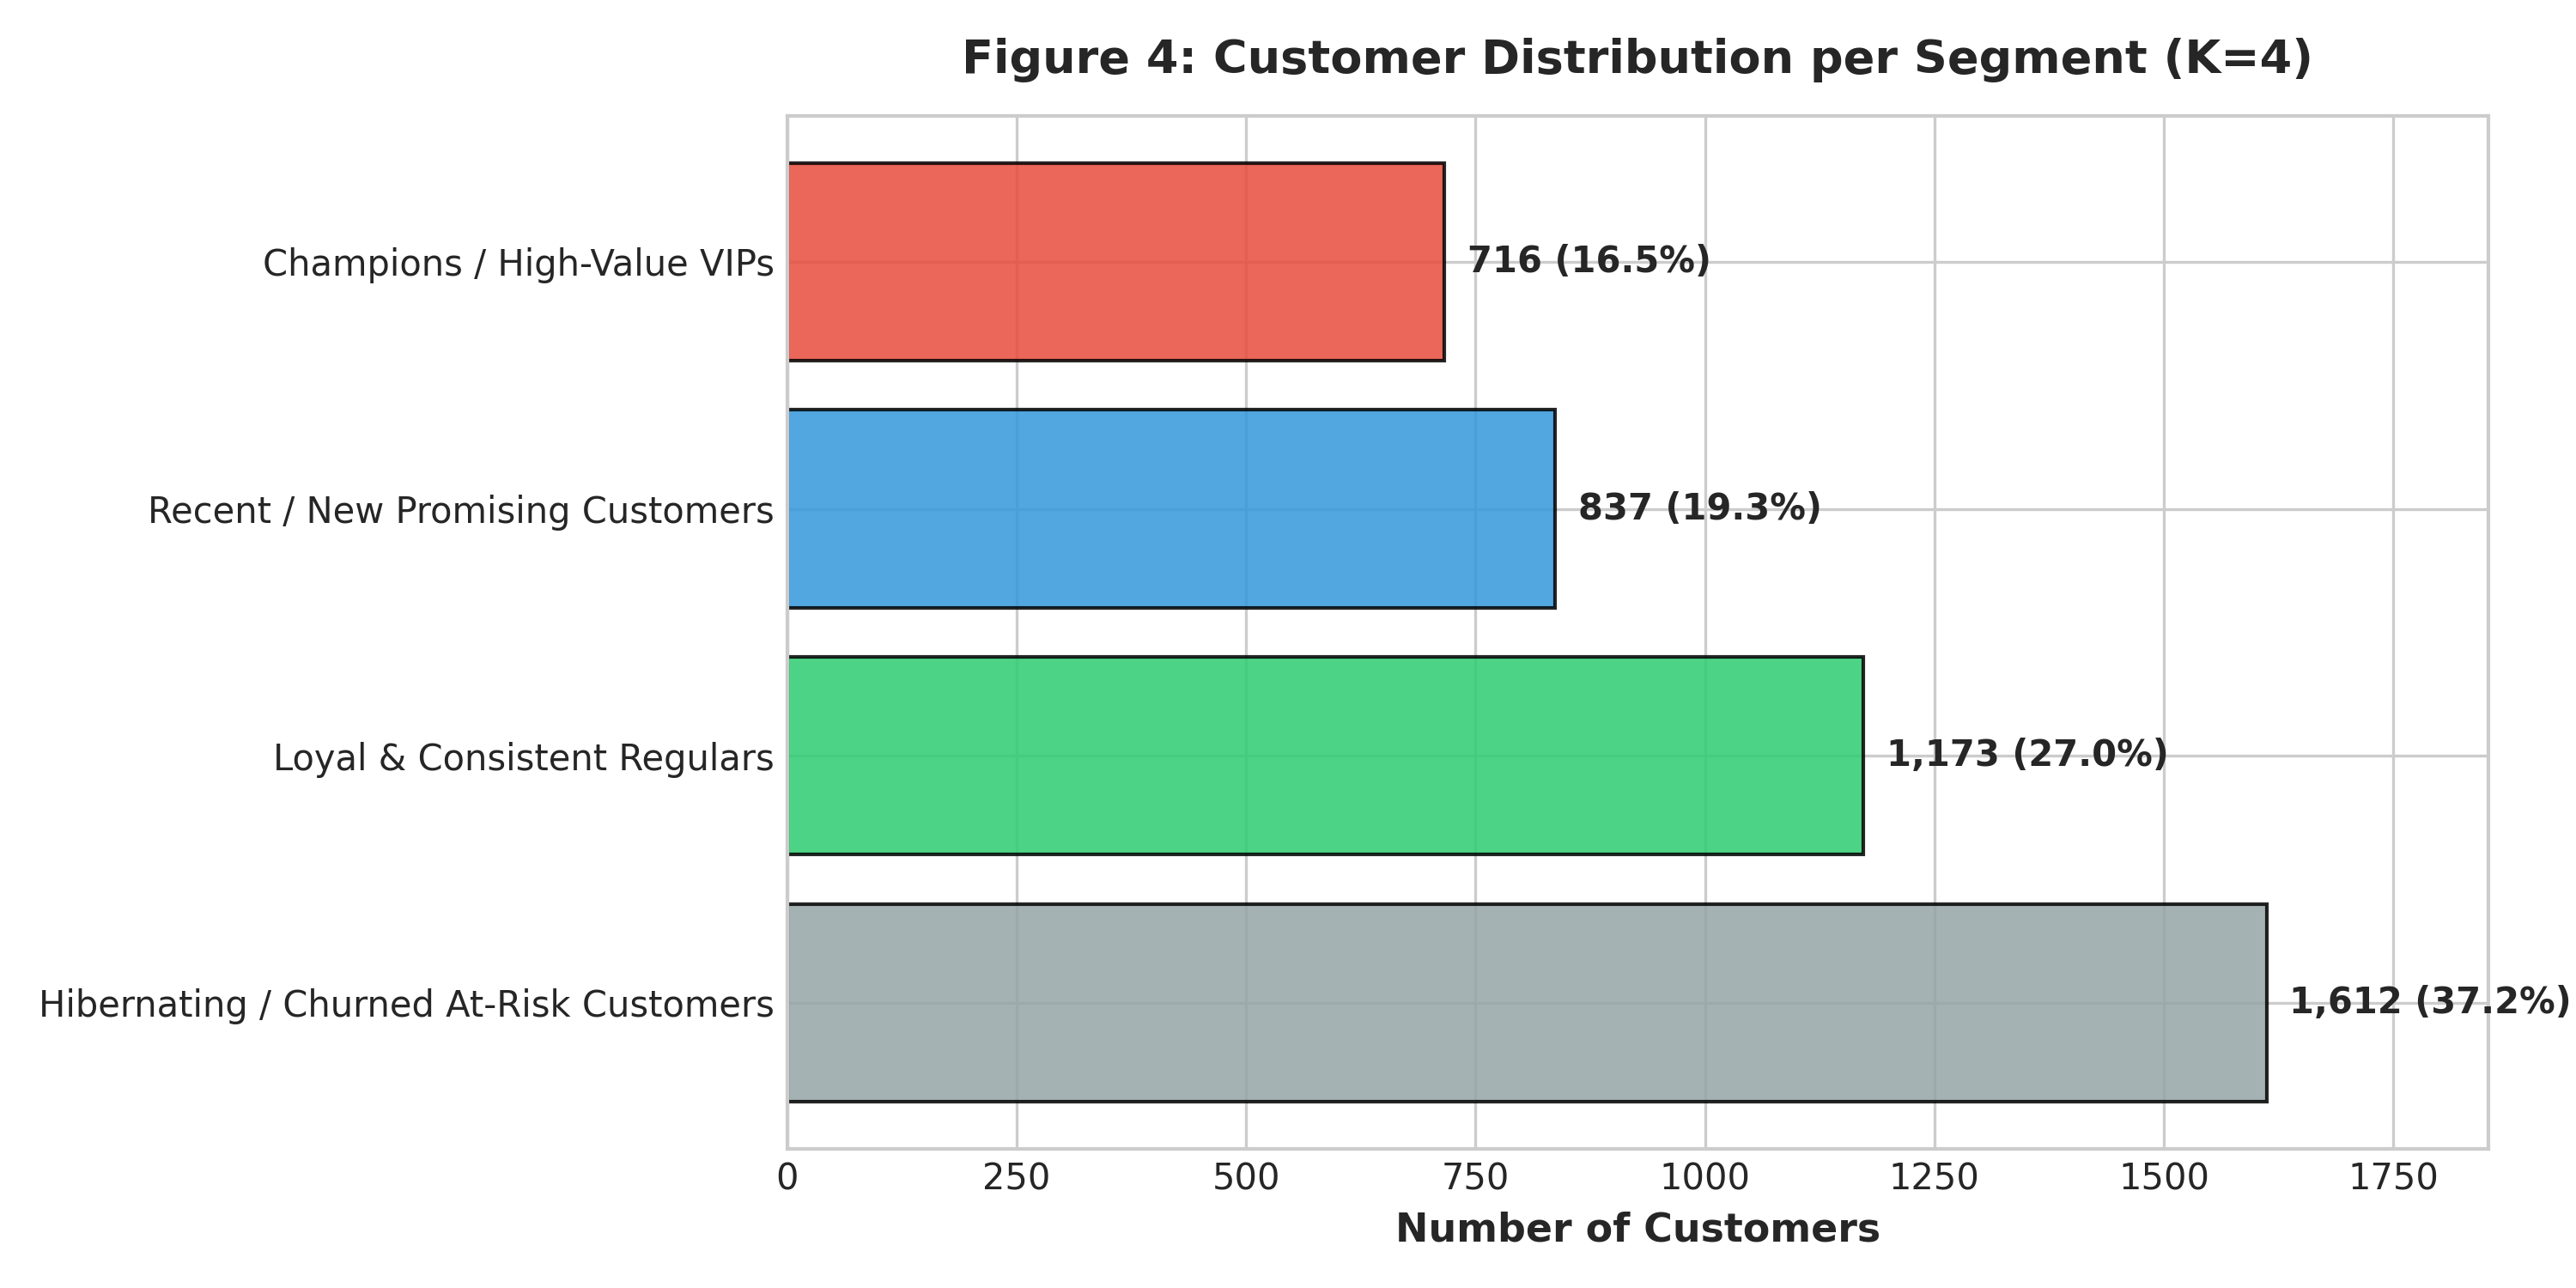 Figure 4: Customer Distribution per Segment (K=4)
Champions / High-Value VIPs
716 (16.5%)
Recent / New Promising Customers
837 (19.3%)
Loyal & Consistent Regulars
1,173 (27.0%)
Hibernating / Churned At-Risk Customers
1,612 (37.2%)
0 250 500 750 1000 1250 1500 1750
Number of Customers